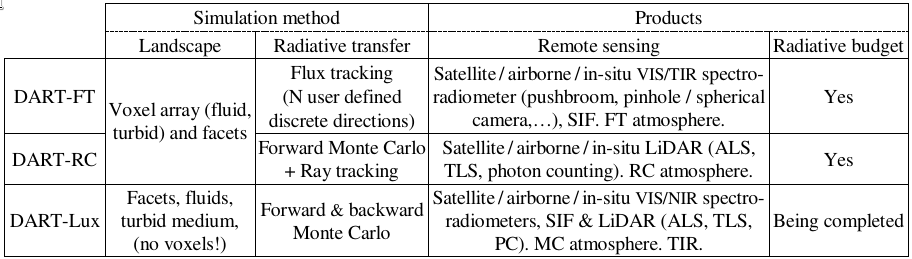 Simulation method Products
Landscape Radiative transfer Remote sensing Radiative budget
DART-FT
Voxel array (fluid,
turbid) and facets
Flux tracking
(N user defined
discrete directions)
Satellite / airborne / in-situ VIS/TIR spectro-
radiometer (pushbroom, pinhole / spherical
camera,…), SIF. FT atmosphere.
Yes
DART-RC
Forward Monte Carlo
+ Ray tracking
Satellite / airborne / in-situ LiDAR (ALS,
TLS, photon counting). RC atmosphere.
Yes
DART-Lux
Facets, fluids,
turbid medium,
(no voxels!)
Forward & backward
Monte Carlo
Satellite / airborne / in-situ VIS/NIR spectro-
radiometers, SIF & LiDAR (ALS, TLS,
PC). MC atmosphere. TIR.
Being completed